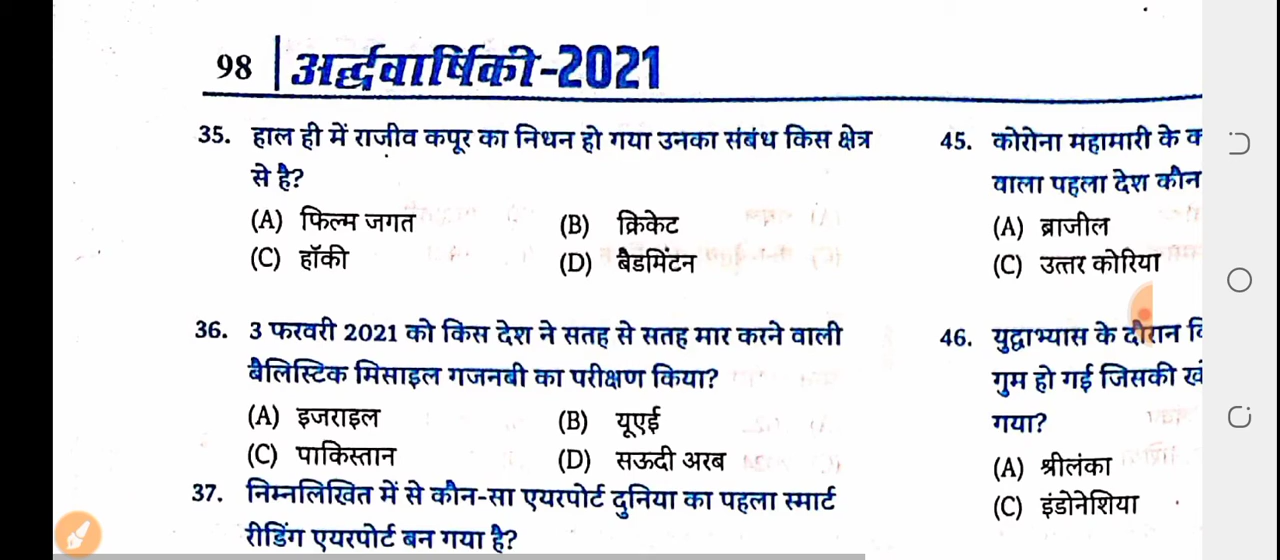 98 | अर्द्धवार्षिकी-2021
35. हाल ही में राजीव कपूर का निधन हो गया उनका संबंध किस क्षेत्र
से है?
(A) फिल्म जगत (B) क्रिकेट
(C) हॉकी (D) बैडमिंटन
36. 3 फरवरी 2021 को किस देश ने सतह से सतह मार करने वाली
बैलिस्टिक मिसाइल गजनबी का परीक्षण किया?
(A) इजराइल (B) यूएई
(C) पाकिस्तान (D) सऊदी अरब
37. निम्नलिखित में से कौन-सा एयरपोर्ट दुनिया का पहला स्मार्ट
रीडिंग एयरपोर्ट बन गया है?
45. कोरोना महामारी के
वाला पहला देश कौन
(A) ब्राजील
(C) उत्तर कोरिया
46. युद्धाभ्यास के दौरान
गुम हो गई जिसकी
गया?
(A) श्रीलंका
(C) इंडोनेशिया